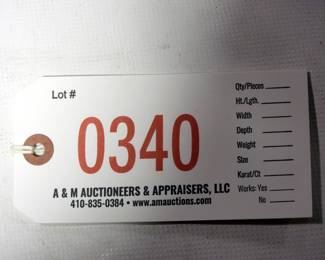 Lot #
0340
Qty/Pieces
Ht./Lgth.
Width
Depth
Weight
Size
Karat/Ct
Works: Yes
No
A & M AUCTIONEERS & APPRAISERS, LLC
410-835-0384 • www.amauctions.com